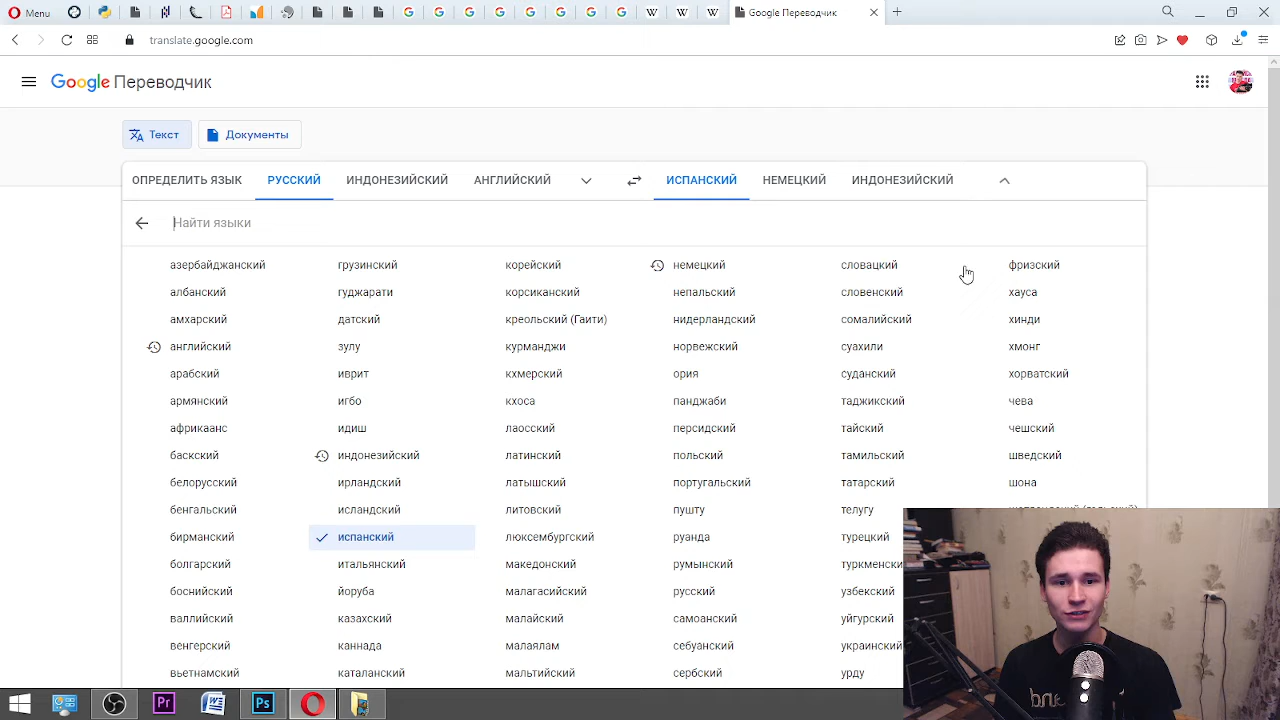 Menu
Google Переводчик
translate.google.com
Google Переводчик
Текст
Документы
ОПРЕДЕЛИТЬ ЯЗЫК РУССКИЙ ИНДОНЕЗИЙСКИЙ АНГЛИЙСКИЙ ИСПАНСКИЙ НЕМЕЦКИЙ ИНДОНЕЗИЙСКИЙ
Найти языки
азербайджанский грузинский корейский немецкий словацкий фризский
албанский гуджарати корсиканский непальский словенский хауса
амхарский датский креольский (Гаити) нидерландский сомалийский хинди
английский зулу курманджи норвежский суахили хмонг
арабский иврит кхмерский ория суданский хорватский
армянский игбо кхоса панджаби таджикский чева
африкаанс идиш лаосский персидский тайский чешский
баскский индонезийский латинский польский тамильский шведский
белорусский ирландский латышский португальский татарский шона
бенгальский исландский литовский пушту телугу
бирманский испанский люксембургский руанда турецкий
болгарский итальянский македонский румынский туркменски
боснийский йоруба малагасийский русский узбекский
валлийский казахский малайский самоанский уйгурский
венгерский каннада малаялам себуанский украински
вьетнамский каталанский мальтийский сербский урду
Pr
Ps